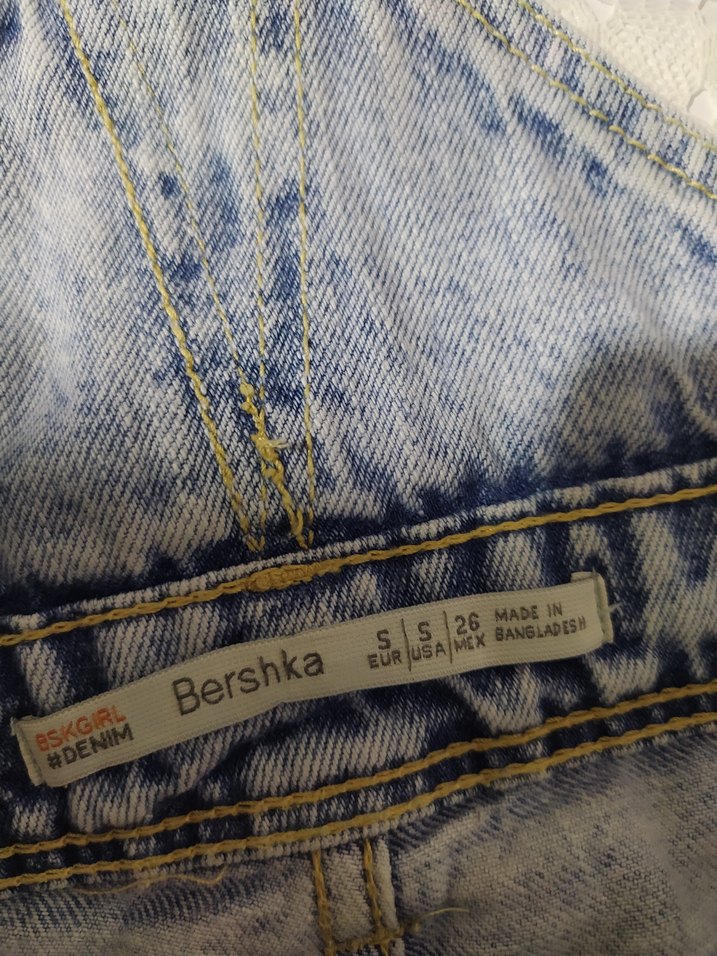 BSKGIRL
#DENIM
Bershka
S S 26
EUR USA MEX
MADE IN
BANGLADESH